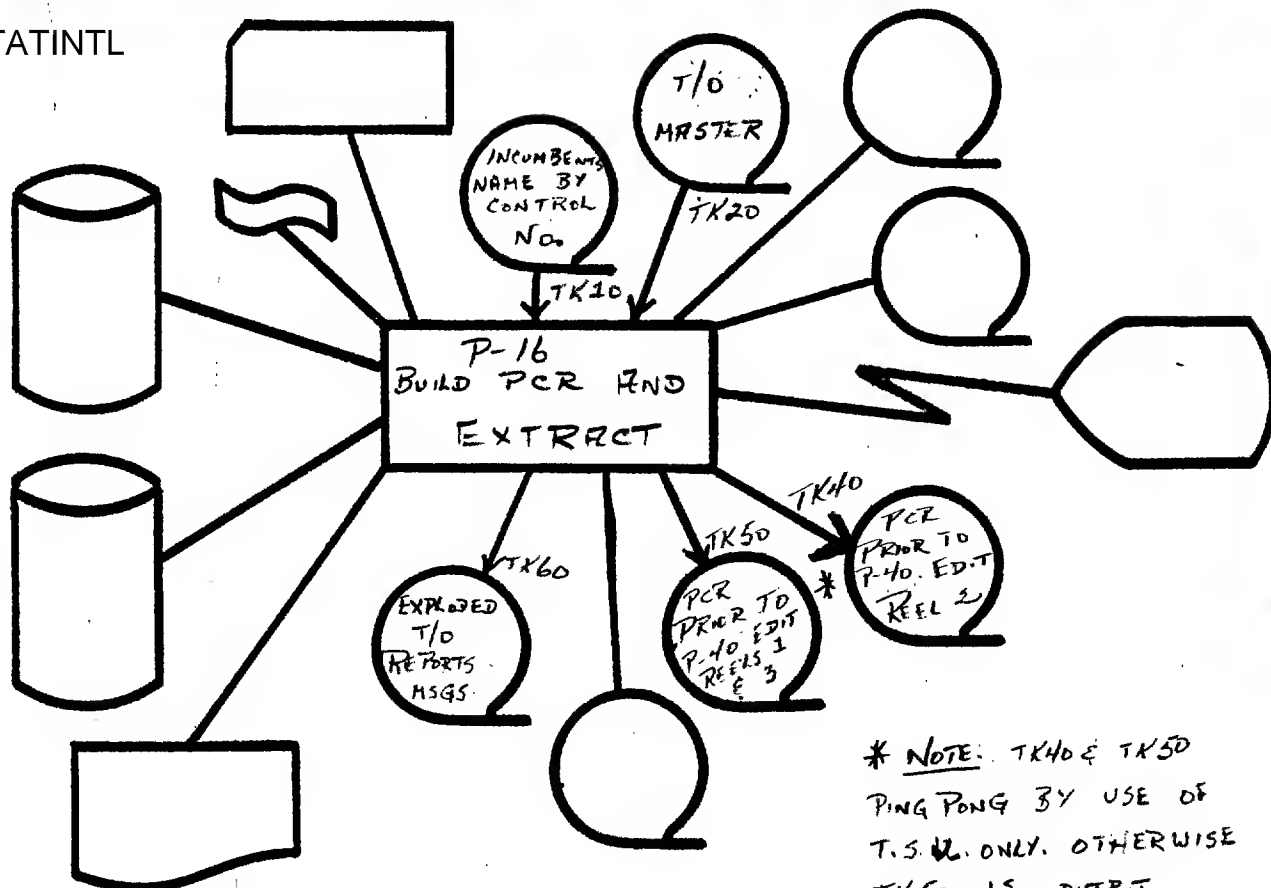 TATINTL
T/O
MASTER
INCUMBENTS
NAME BY
CONTROL
NO.
TK20
TK10
P-16
BUILD PCR AND
EXTRACT
TK40
PCR
PRIOR TO
P-40. EDIT
REEL 2
TK50
*
PCR
PRIOR TO
P-40 EDIT
REELS 1
& 3
TK60
EXPLODED
T/O
REPORTS
MSGS.
* NOTE: TK40 & TK50
PING PONG BY USE OF
ONLY. OTHERWISE
IS